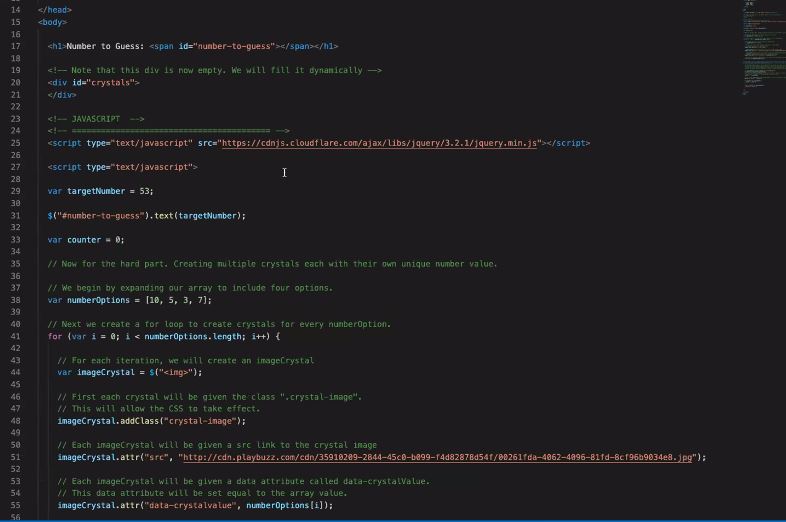 14 </head>
15 <body>
16
17 <h1>Number to Guess: <span id="number-to-guess"></span></h1>
18
19 <!-- Note that this div is now empty. We will fill it dynamically -->
20 <div id="crystals">
21 </div>
22
23 <!-- JAVASCRIPT  -->
24 <!-- ========================================= -->
25 <script type="text/javascript" src="https://cdnjs.cloudflare.com/ajax/libs/jquery/3.2.1/jquery.min.js"></script>
26
27 <script type="text/javascript">
28
29 var targetNumber = 53;
30
31 $("#number-to-guess").text(targetNumber);
32
33 var counter = 0;
34
35 // Now for the hard part. Creating multiple crystals each with their own unique number value.
36
37 // We begin by expanding our array to include four options.
38 var numberOptions = [10, 5, 3, 7];
39
40 // Next we create a for loop to create crystals for every numberOption.
41 for (var i = 0; i < numberOptions.length; i++) {
42
43 // For each iteration, we will create an imageCrystal
44 var imageCrystal = $("<img>");
45
46 // First each crystal will be given the class ".crystal-image".
47 // This will allow the CSS to take effect.
48 imageCrystal.addClass("crystal-image");
49
50 // Each imageCrystal will be given a src link to the crystal image
51 imageCrystal.attr("src", "http://cdn.playbuzz.com/cdn/35910209-2844-45c0-b099-f4d82878d54f/00261fda-4062-4096-81fd-8cf96b9034e8.jpg");
52
53 // Each imageCrystal will be given a data attribute called data-crystalValue.
54 // This data attribute will be set equal to the array value.
55 imageCrystal.attr("data-crystalvalue", numberOptions[i]);
56